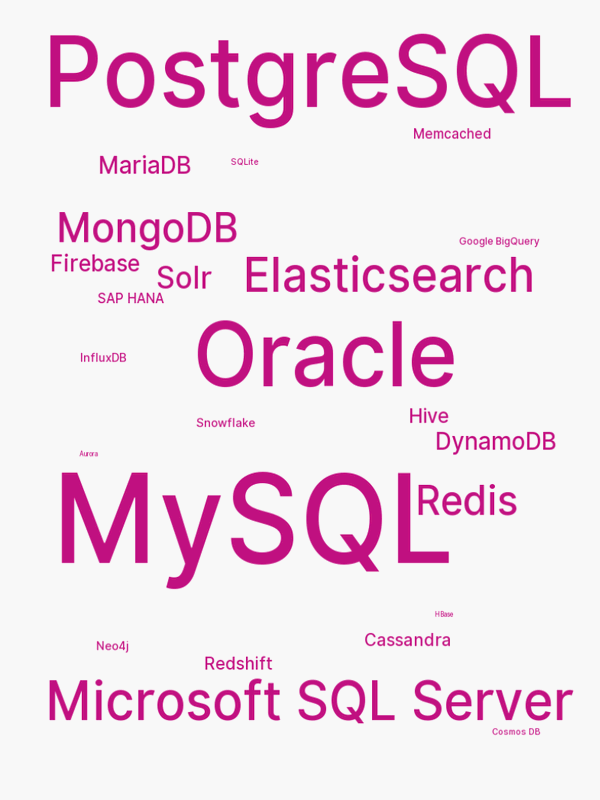 PostgreSQL
Memcached
MariaDB
SQLite
MongoDB
Google BigQuery
Firebase
Solr
Elasticsearch
SAP HANA
Oracle
InfluxDB
Hive
Snowflake
DynamoDB
Aurora
MySQL
Redis
HBase
Cassandra
Neo4j
Redshift
Microsoft SQL Server
Cosmos DB